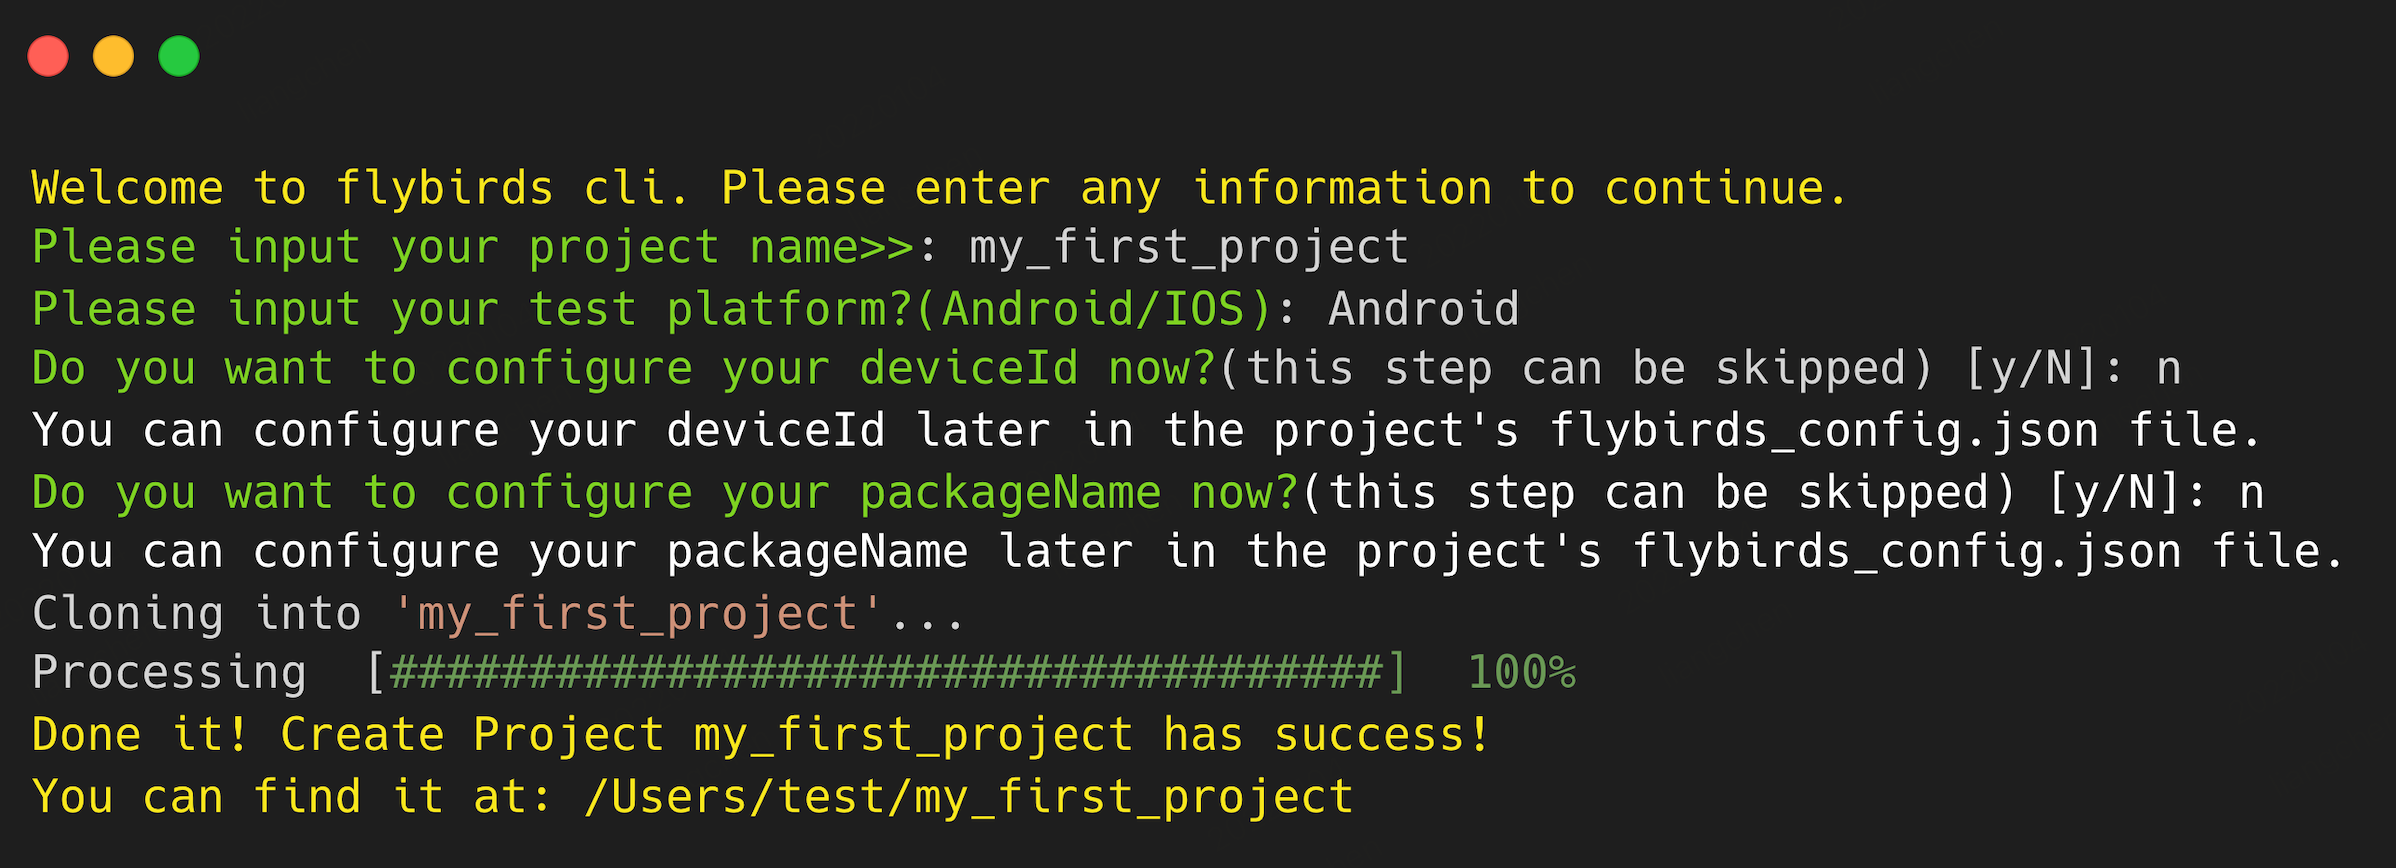 Welcome to flybirds cli. Please enter any information to continue.
Please input your project name>>: my_first_project
Please input your test platform?(Android/IOS): Android
Do you want to configure your deviceId now?(this step can be skipped) [y/N]: n
You can configure your deviceId later in the project's flybirds_config.json file.
Do you want to configure your packageName now?(this step can be skipped) [y/N]: n
You can configure your packageName later in the project's flybirds_config.json file.
Cloning into 'my_first_project'...
Processing  [####################################]  100%
Done it! Create Project my_first_project has success!
You can find it at: /Users/test/my_first_project